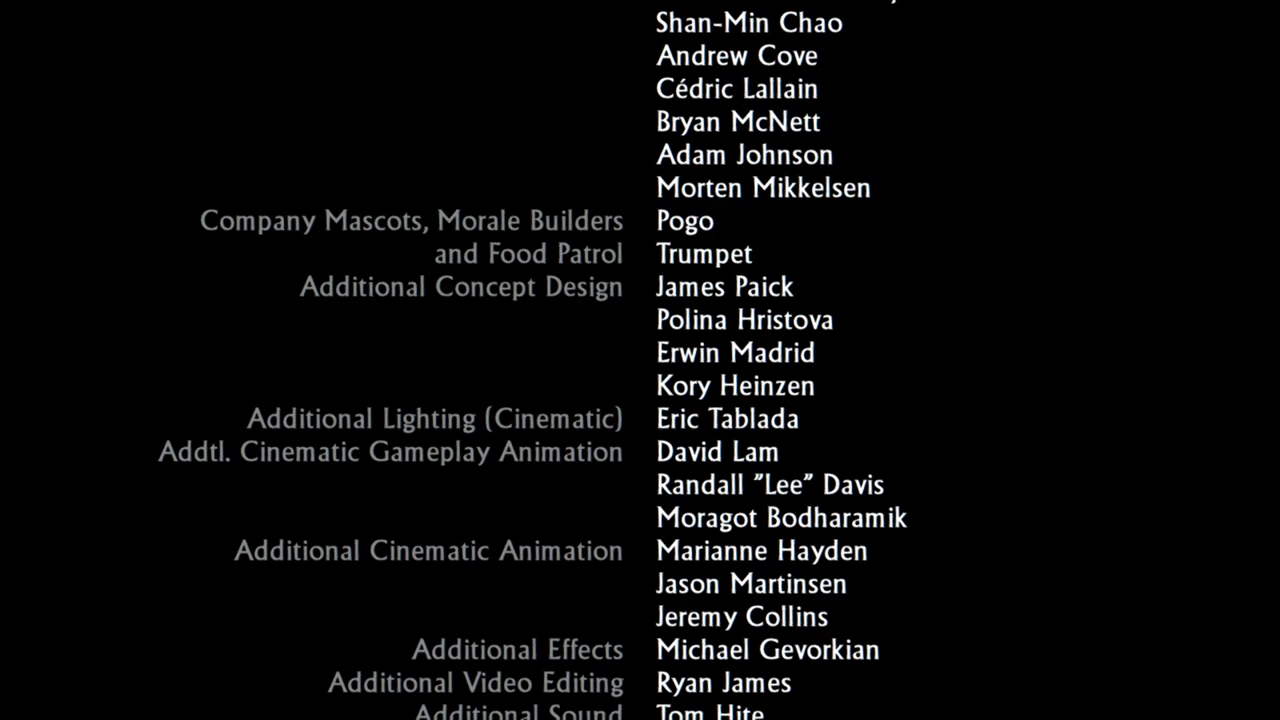 Shan-Min Chao
Andrew Cove
Cédric Lallain
Bryan McNett
Adam Johnson
Morten Mikkelsen
Company Mascots, Morale Builders Pogo
and Food Patrol Trumpet
Additional Concept Design James Paick
Polina Hristova
Erwin Madrid
Kory Heinzen
Additional Lighting (Cinematic) Eric Tablada
Addtl. Cinematic Gameplay Animation David Lam
Randall "Lee" Davis
Moragot Bodharamik
Additional Cinematic Animation Marianne Hayden
Jason Martinsen
Jeremy Collins
Additional Effects Michael Gevorkian
Additional Video Editing Ryan James
Additional Sound Tom Hite